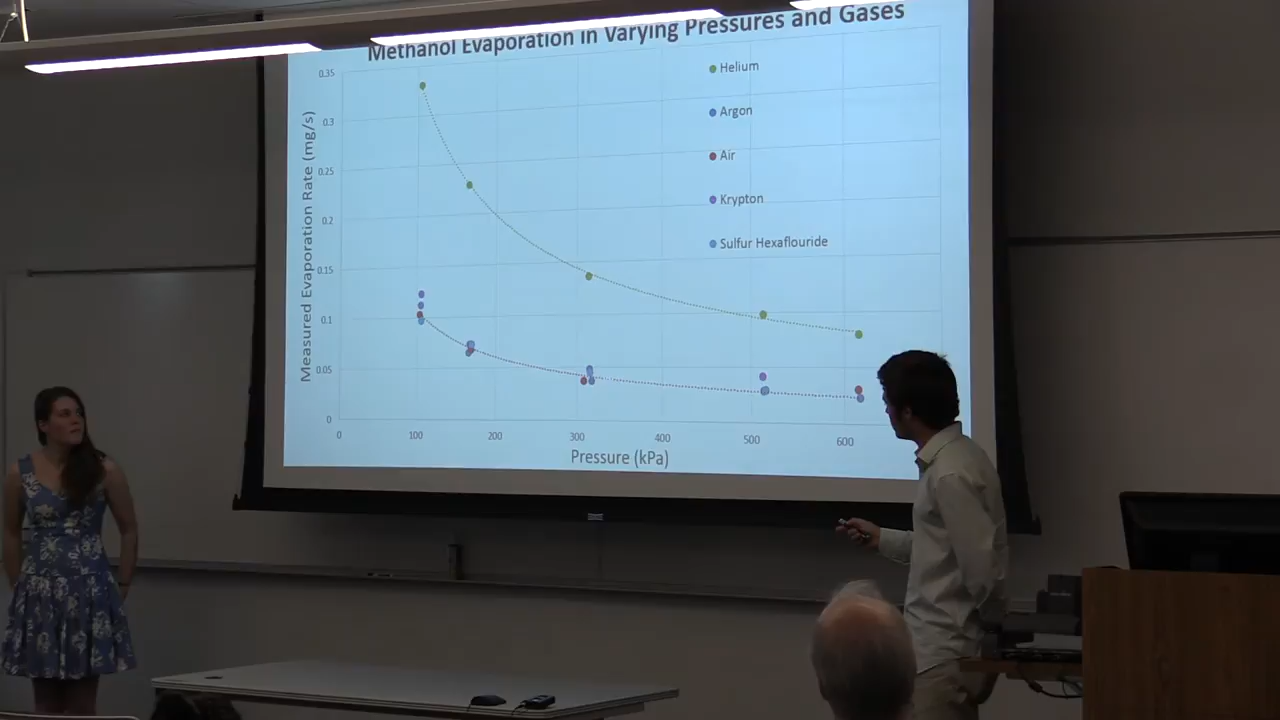 Methanol Evaporation in Varying Pressures and Gases
Measured Evaporation Rate (mg/s)
0.35
0.3
0.25
0.2
0.15
0.1
0.05
0
Helium
Argon
Air
Krypton
Sulfur Hexaflouride
0 100 200 300 400 500 600
Pressure (kPa)